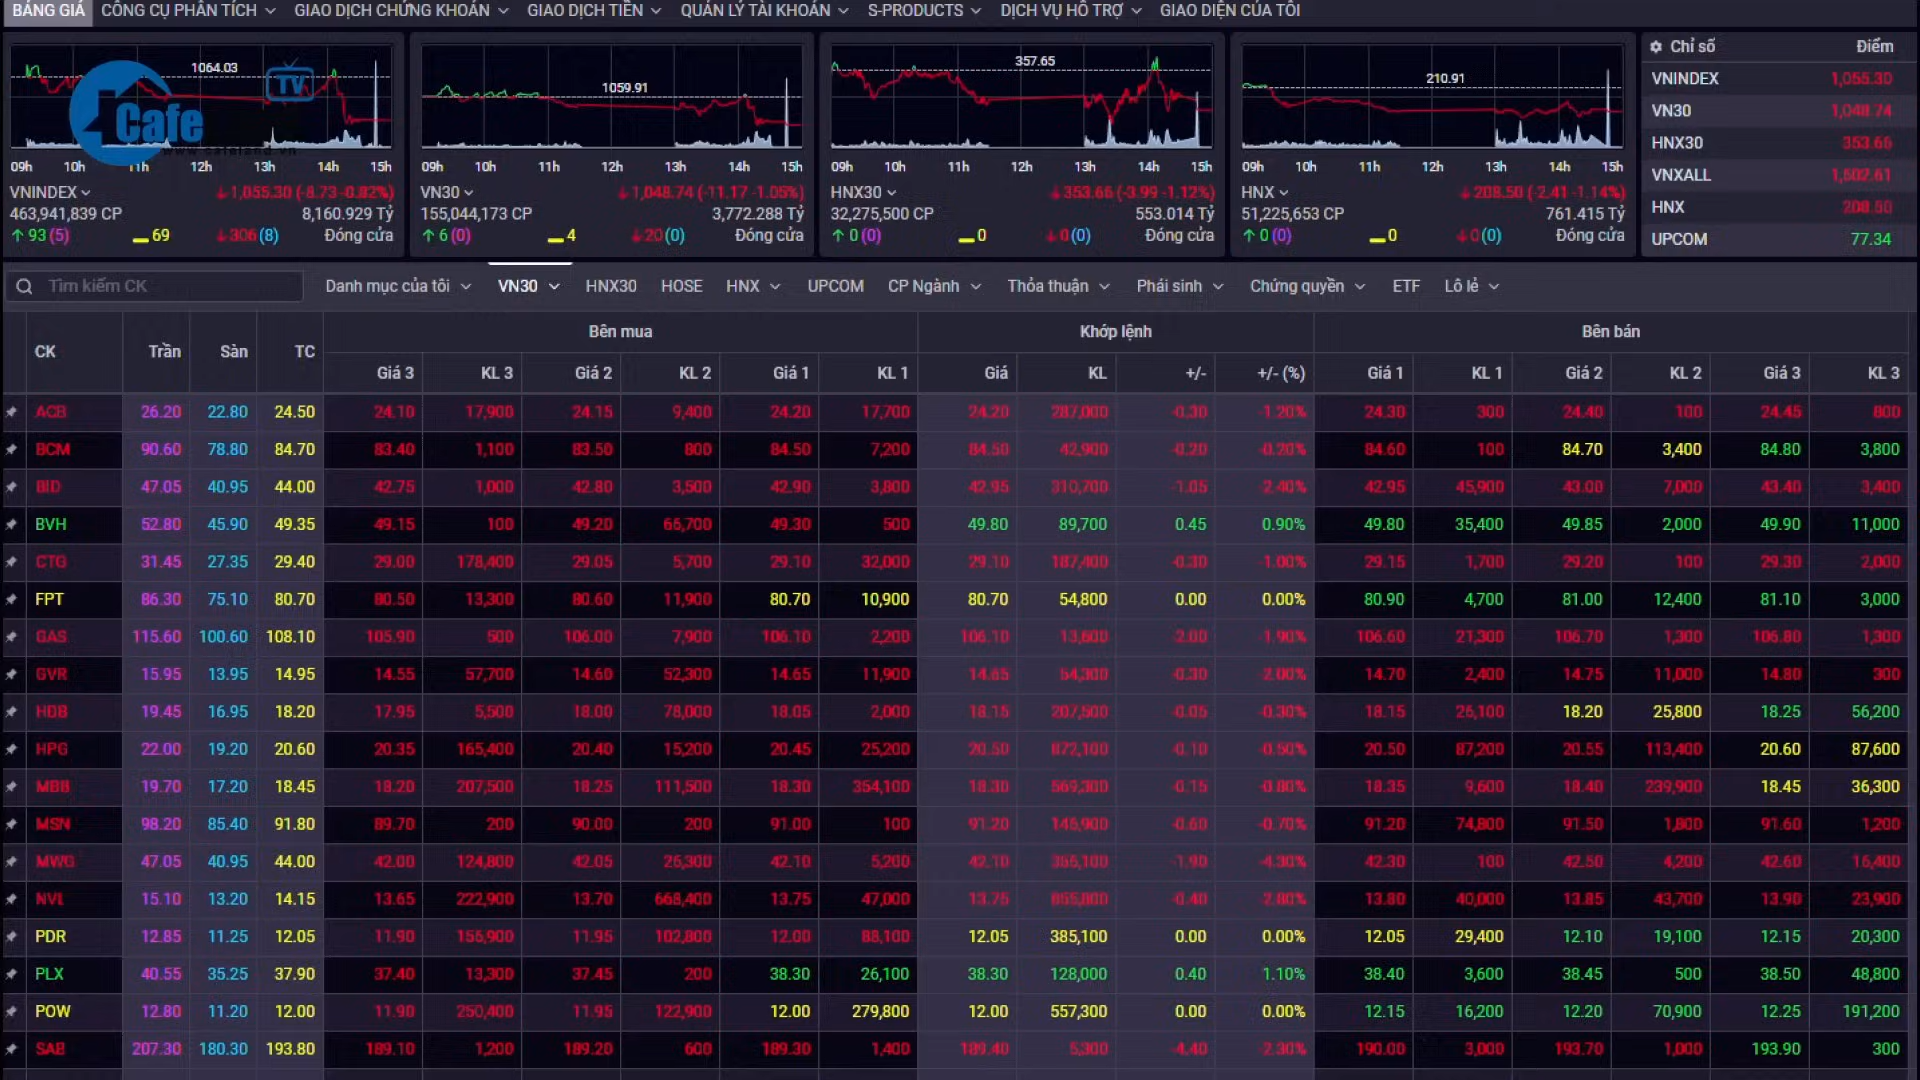 BẢNG GIÁ CÔNG CỤ PHÂN TÍCH GIAO DỊCH CHỨNG KHOÁN GIAO DỊCH TIỀN QUẢN LÝ TÀI KHOẢN S-PRODUCTS DỊCH VỤ HỖ TRỢ GIAO DIỆN CỦA TÔI
1064.03 1059.91 357.65 210.91
Cafe TV
09h 10h 11h 12h 13h 14h 15h 09h 10h 11h 12h 13h 14h 15h 09h 10h 11h 12h 13h 14h 15h 09h 10h 11h 12h 13h 14h 15h
VNINDEX 1,055.30 (-8.73 -0.82%) VN30 1,048.74 (-11.17 -1.05%) HNX30 353.66 (-3.99 -1.12%) HNX 208.50 (-2.41 -1.14%)
463,941,839 CP 8,160.929 Tỷ 155,044,173 CP 3,772.288 Tỷ 32,275,500 CP 553.014 Tỷ 51,225,653 CP 761.415 Tỷ
93 (5) 69 306 (8) Đóng cửa 6 (0) 4 20 (0) Đóng cửa 0 (0) 0 0 (0) Đóng cửa 0 (0) 0 0 (0) Đóng cửa
Chỉ số Điểm
VNINDEX 1,055.30
VN30 1,048.74
HNX30 353.66
VNXALL 1,602.61
HNX 208.50
UPCOM 77.34
Tìm kiếm CK Danh mục của tôi VN30 HNX30 HOSE HNX UPCOM CP Ngành Thỏa thuận Phái sinh Chứng quyền ETF Lô lẻ
CK Trần Sàn TC Bên mua Khớp lệnh Bên bán
Giá 3 KL 3 Giá 2 KL 2 Giá 1 KL 1 Giá KL +/- +/- (%) Giá 1 KL 1 Giá 2 KL 2 Giá 3 KL 3
ACB 26.20 22.80 24.50 24.10 17,900 24.15 9,400 24.20 17,700 24.20 287,000 -0.30 -1.20% 24.30 300 24.40 100 24.45 800
BCM 90.60 78.80 84.70 83.40 1,100 83.50 800 84.50 7,200 84.50 42,900 -0.20 -0.20% 84.60 100 84.70 3,400 84.80 3,800
BID 47.05 40.95 44.00 42.75 1,000 42.80 3,500 42.90 3,800 42.95 310,700 -1.05 -2.40% 42.95 45,900 43.00 7,000 43.40 3,400
BVH 52.80 45.90 49.35 49.15 100 49.20 66,700 49.30 500 49.80 89,700 0.45 0.90% 49.80 35,400 49.85 2,000 49.90 11,000
CTG 31.45 27.35 29.40 29.00 178,400 29.05 5,700 29.10 32,000 29.10 187,400 -0.30 -1.00% 29.15 1,700 29.20 100 29.30 2,000
FPT 86.30 75.10 80.70 80.50 13,300 80.60 11,900 80.70 10,900 80.70 54,800 0.00 0.00% 80.90 4,700 81.00 12,400 81.10 3,000
GAS 115.60 100.60 108.10 105.90 500 106.00 7,900 106.10 2,200 106.10 13,600 -2.00 -1.90% 106.60 21,300 106.70 1,300 106.80 1,300
GVR 15.95 13.95 14.95 14.55 57,700 14.60 52,300 14.65 11,900 14.65 54,300 -0.30 -2.00% 14.70 2,400 14.75 11,000 14.80 300
HDB 19.45 16.95 18.20 17.95 5,500 18.00 78,000 18.05 2,000 18.15 207,500 -0.05 -0.30% 18.15 26,100 18.20 25,800 18.25 56,200
HPG 22.00 19.20 20.60 20.35 165,400 20.40 15,200 20.45 25,200 20.50 872,100 -0.10 -0.50% 20.50 87,200 20.55 113,400 20.60 87,600
MBB 19.70 17.20 18.45 18.20 207,500 18.25 111,500 18.30 354,100 18.30 569,300 -0.15 -0.80% 18.35 9,600 18.40 239,900 18.45 36,300
MSN 98.20 85.40 91.80 89.70 200 90.00 200 91.00 100 91.20 146,900 -0.60 -0.70% 91.20 74,800 91.50 1,800 91.60 1,200
MWG 47.05 40.95 44.00 42.00 124,800 42.05 26,300 42.10 5,200 42.10 -1.90 -4.30% 42.30 100 42.50 4,200 42.60 16,400
NVL 15.10 13.20 14.15 13.65 222,900 13.70 668,400 13.75 47,000 13.75 -0.40 -2.80% 13.80 40,000 13.85 43,700 13.90 23,900
PDR 12.85 11.25 12.05 11.90 156,900 11.95 102,800 12.00 88,100 12.05 385,100 0.00 0.00% 12.05 29,400 12.10 19,100 12.15 20,300
PLX 40.55 35.25 37.90 37.40 13,300 37.45 200 38.30 26,100 38.30 128,000 0.40 1.10% 38.40 3,600 38.45 500 38.50 48,800
POW 12.80 11.20 12.00 11.90 250,400 11.95 122,900 12.00 279,800 12.00 557,300 0.00 0.00% 12.15 16,200 12.20 70,900 12.25 191,200
SAB 207.30 180.30 193.80 189.10 1,200 189.20 600 189.30 1,400 189.40 5,300 -4.40 -2.30% 190.00 3,000 193.70 1,000 193.90 300